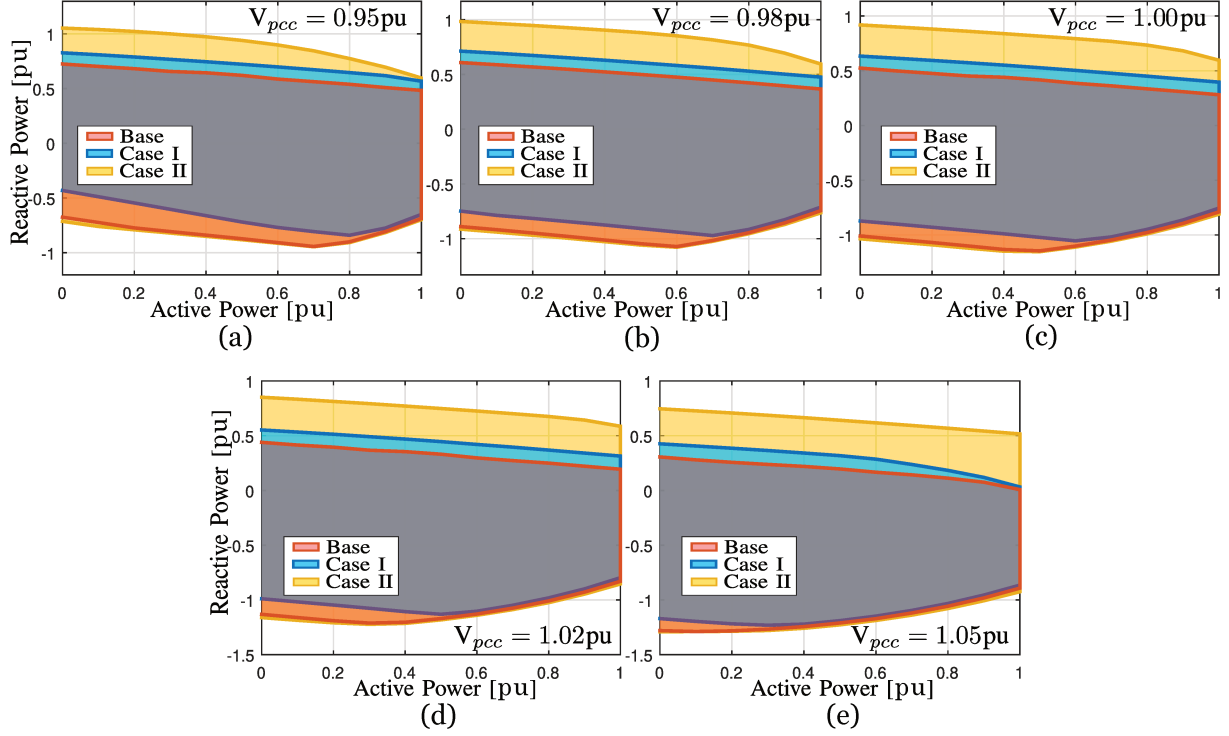 V_pcc = 0.95pu
V_pcc = 0.98pu
V_pcc = 1.00pu
Reactive Power [pu]
1
0.5
0
-0.5
-1
Base
Case I
Case II
0 0.2 0.4 0.6 0.8 1
Active Power [pu]
(a)
1
0.5
0
-0.5
-1
Base
Case I
Case II
0 0.2 0.4 0.6 0.8 1
Active Power [pu]
(b)
1
0.5
0
-0.5
-1
Base
Case I
Case II
0 0.2 0.4 0.6 0.8 1
Active Power [pu]
(c)
Reactive Power [pu]
1
0.5
0
-0.5
-1
-1.5
Base
Case I
Case II
V_pcc = 1.02pu
0 0.2 0.4 0.6 0.8 1
Active Power [pu]
(d)
1
0.5
0
-0.5
-1
-1.5
Base
Case I
Case II
V_pcc = 1.05pu
0 0.2 0.4 0.6 0.8 1
Active Power [pu]
(e)